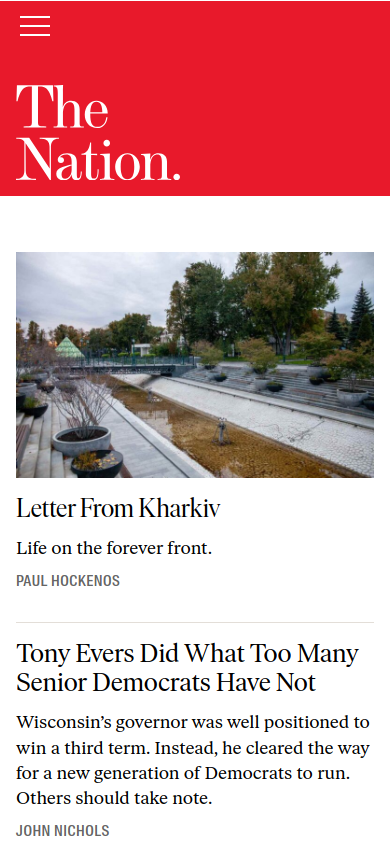 The
Nation.
Letter From Kharkiv
Life on the forever front.
PAUL HOCKENOS
Tony Evers Did What Too Many
Senior Democrats Have Not
Wisconsin’s governor was well positioned to
win a third term. Instead, he cleared the way
for a new generation of Democrats to run.
Others should take note.
JOHN NICHOLS